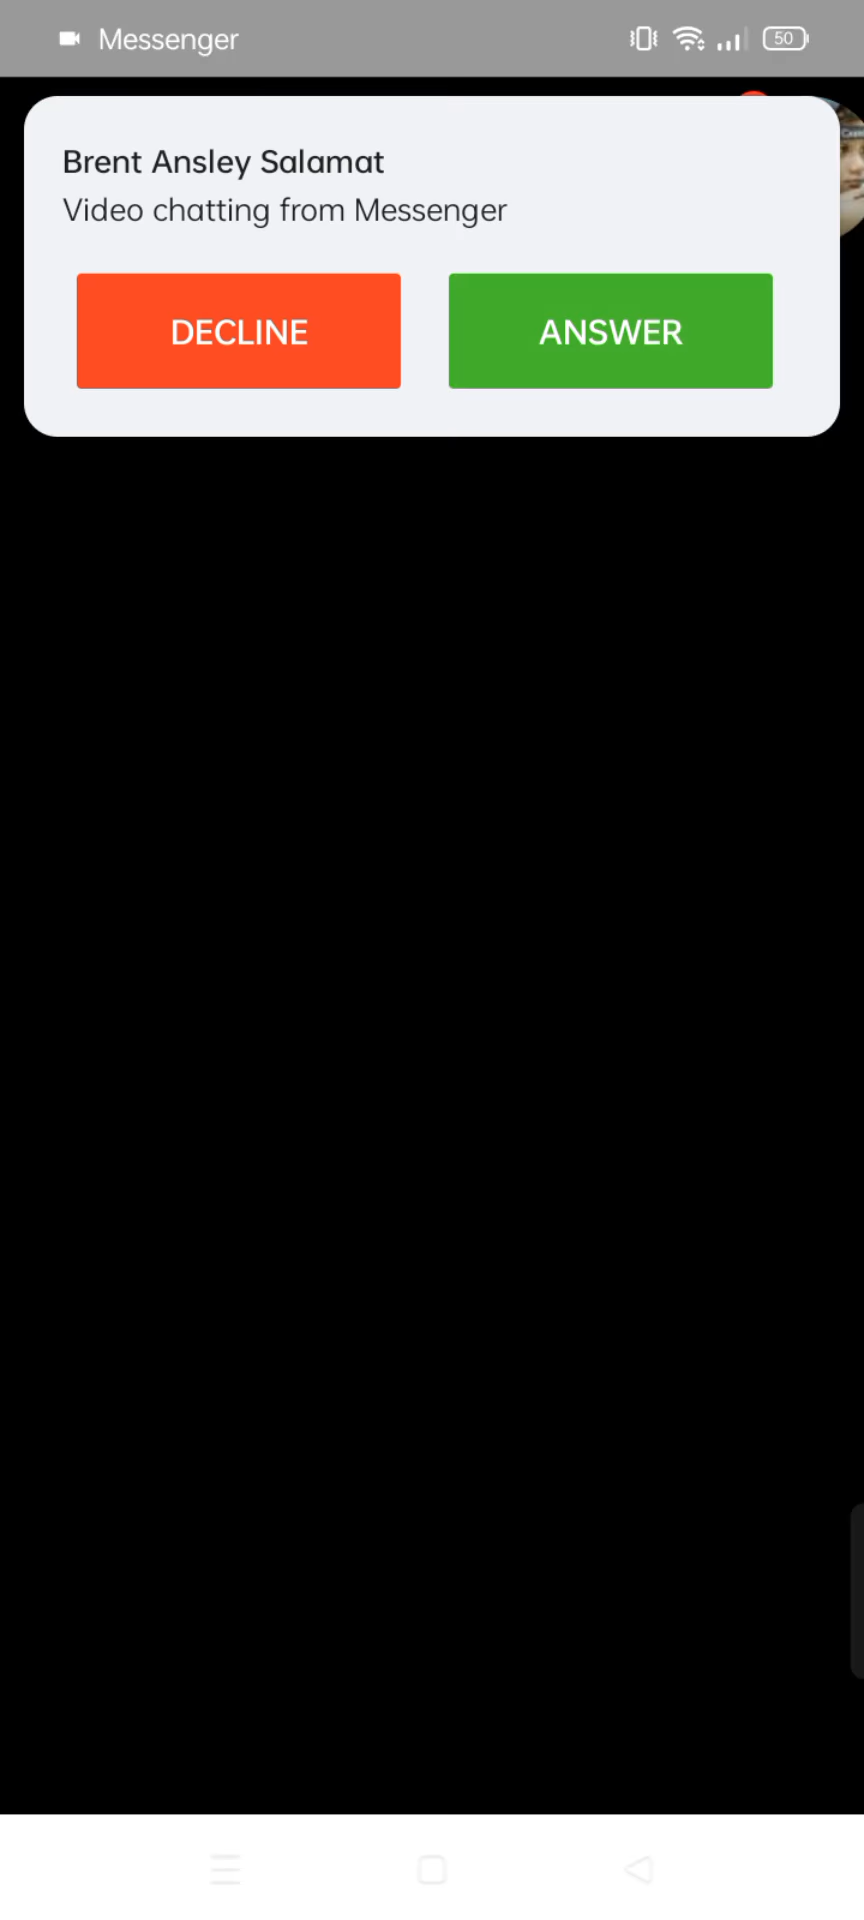 Messenger
50
Brent Ansley Salamat
Video chatting from Messenger
DECLINE
ANSWER